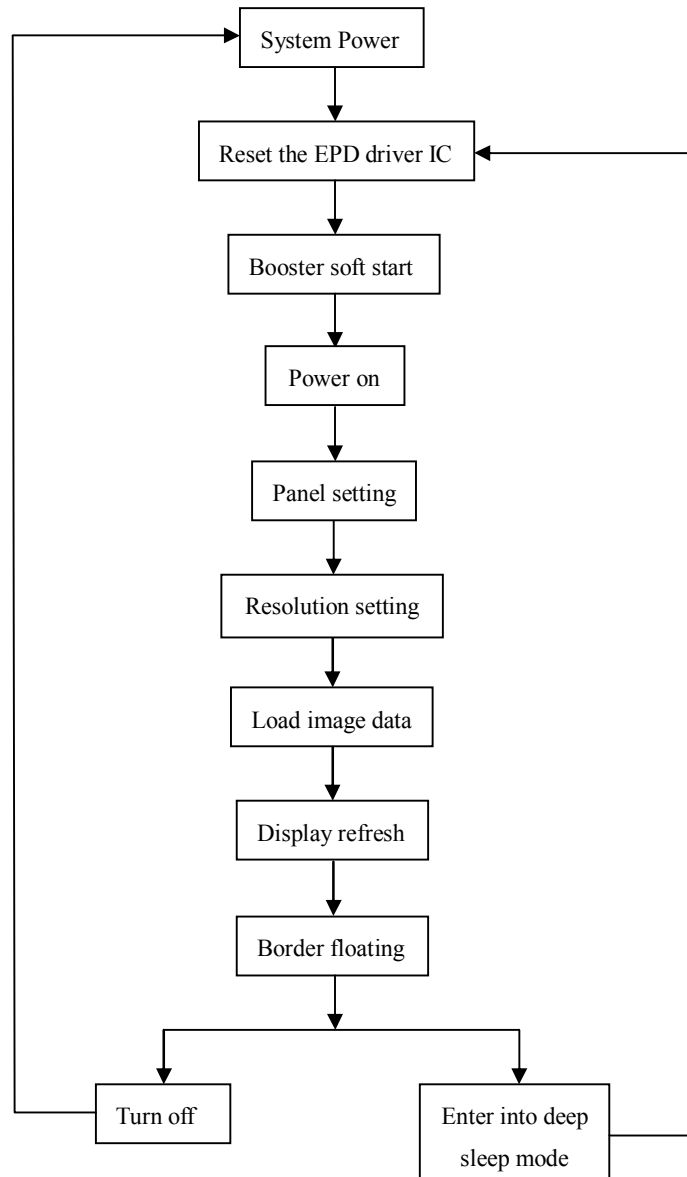 System Power
Reset the EPD driver IC
Booster soft start
Power on
Panel setting
Resolution setting
Load image data
Display refresh
Border floating
Turn off
Enter into deep
sleep mode